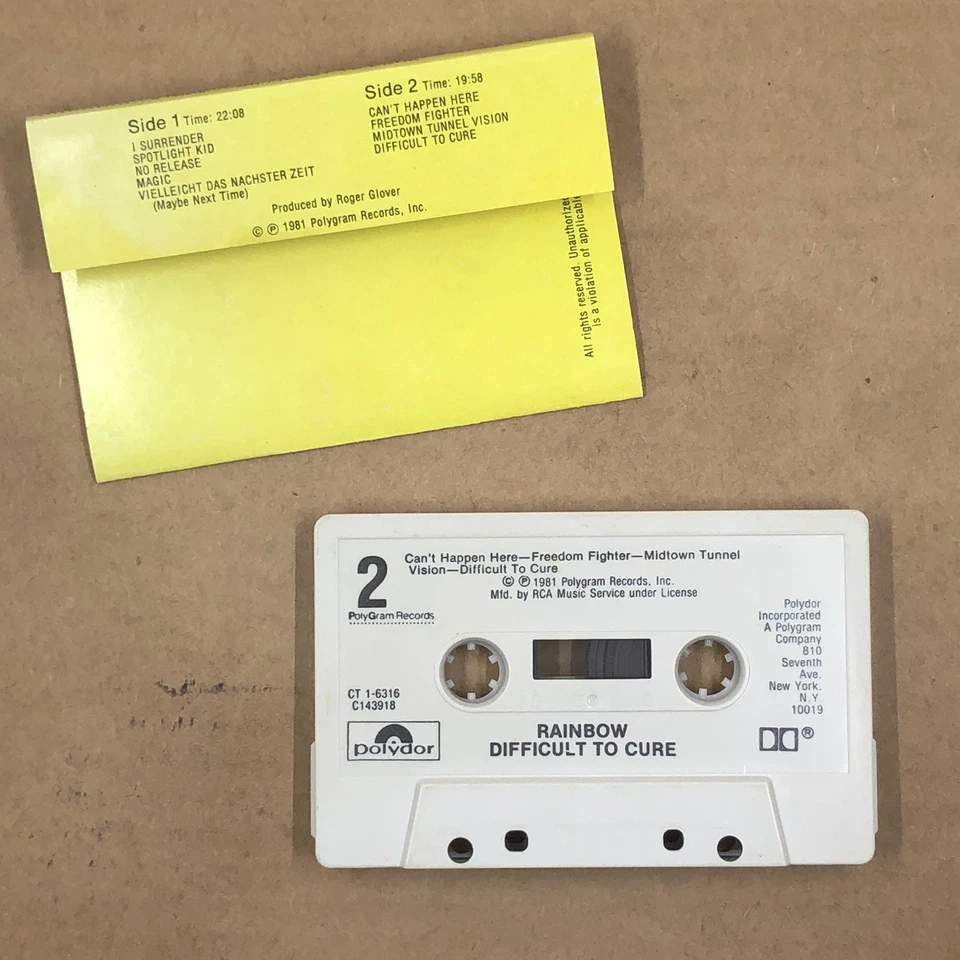 Side 1 Time: 22:08
I SURRENDER
SPOTLIGHT KID
NO RELEASE
MAGIC
VIELLEICHT DAS NACHSTER ZEIT
(Maybe Next Time)
Side 2 Time: 19:58
CAN'T HAPPEN HERE
FREEDOM FIGHTER
MIDTOWN TUNNEL VISION
DIFFICULT TO CURE
Produced by Roger Glover
© ℗ 1981 Polygram Records, Inc.
All rights reserved. Unauthorized
is a violation of applicable
2
Can't Happen Here—Freedom Fighter—Midtown Tunnel
Vision—Difficult To Cure
© ℗ 1981 Polygram Records, Inc.
Mfd. by RCA Music Service under License
PolyGram Records
Polydor
Incorporated
A Polygram
Company
810
Seventh
Ave.
New York.
N.Y.
10019
CT 1-6316
C143918
polydor
RAINBOW
DIFFICULT TO CURE
®